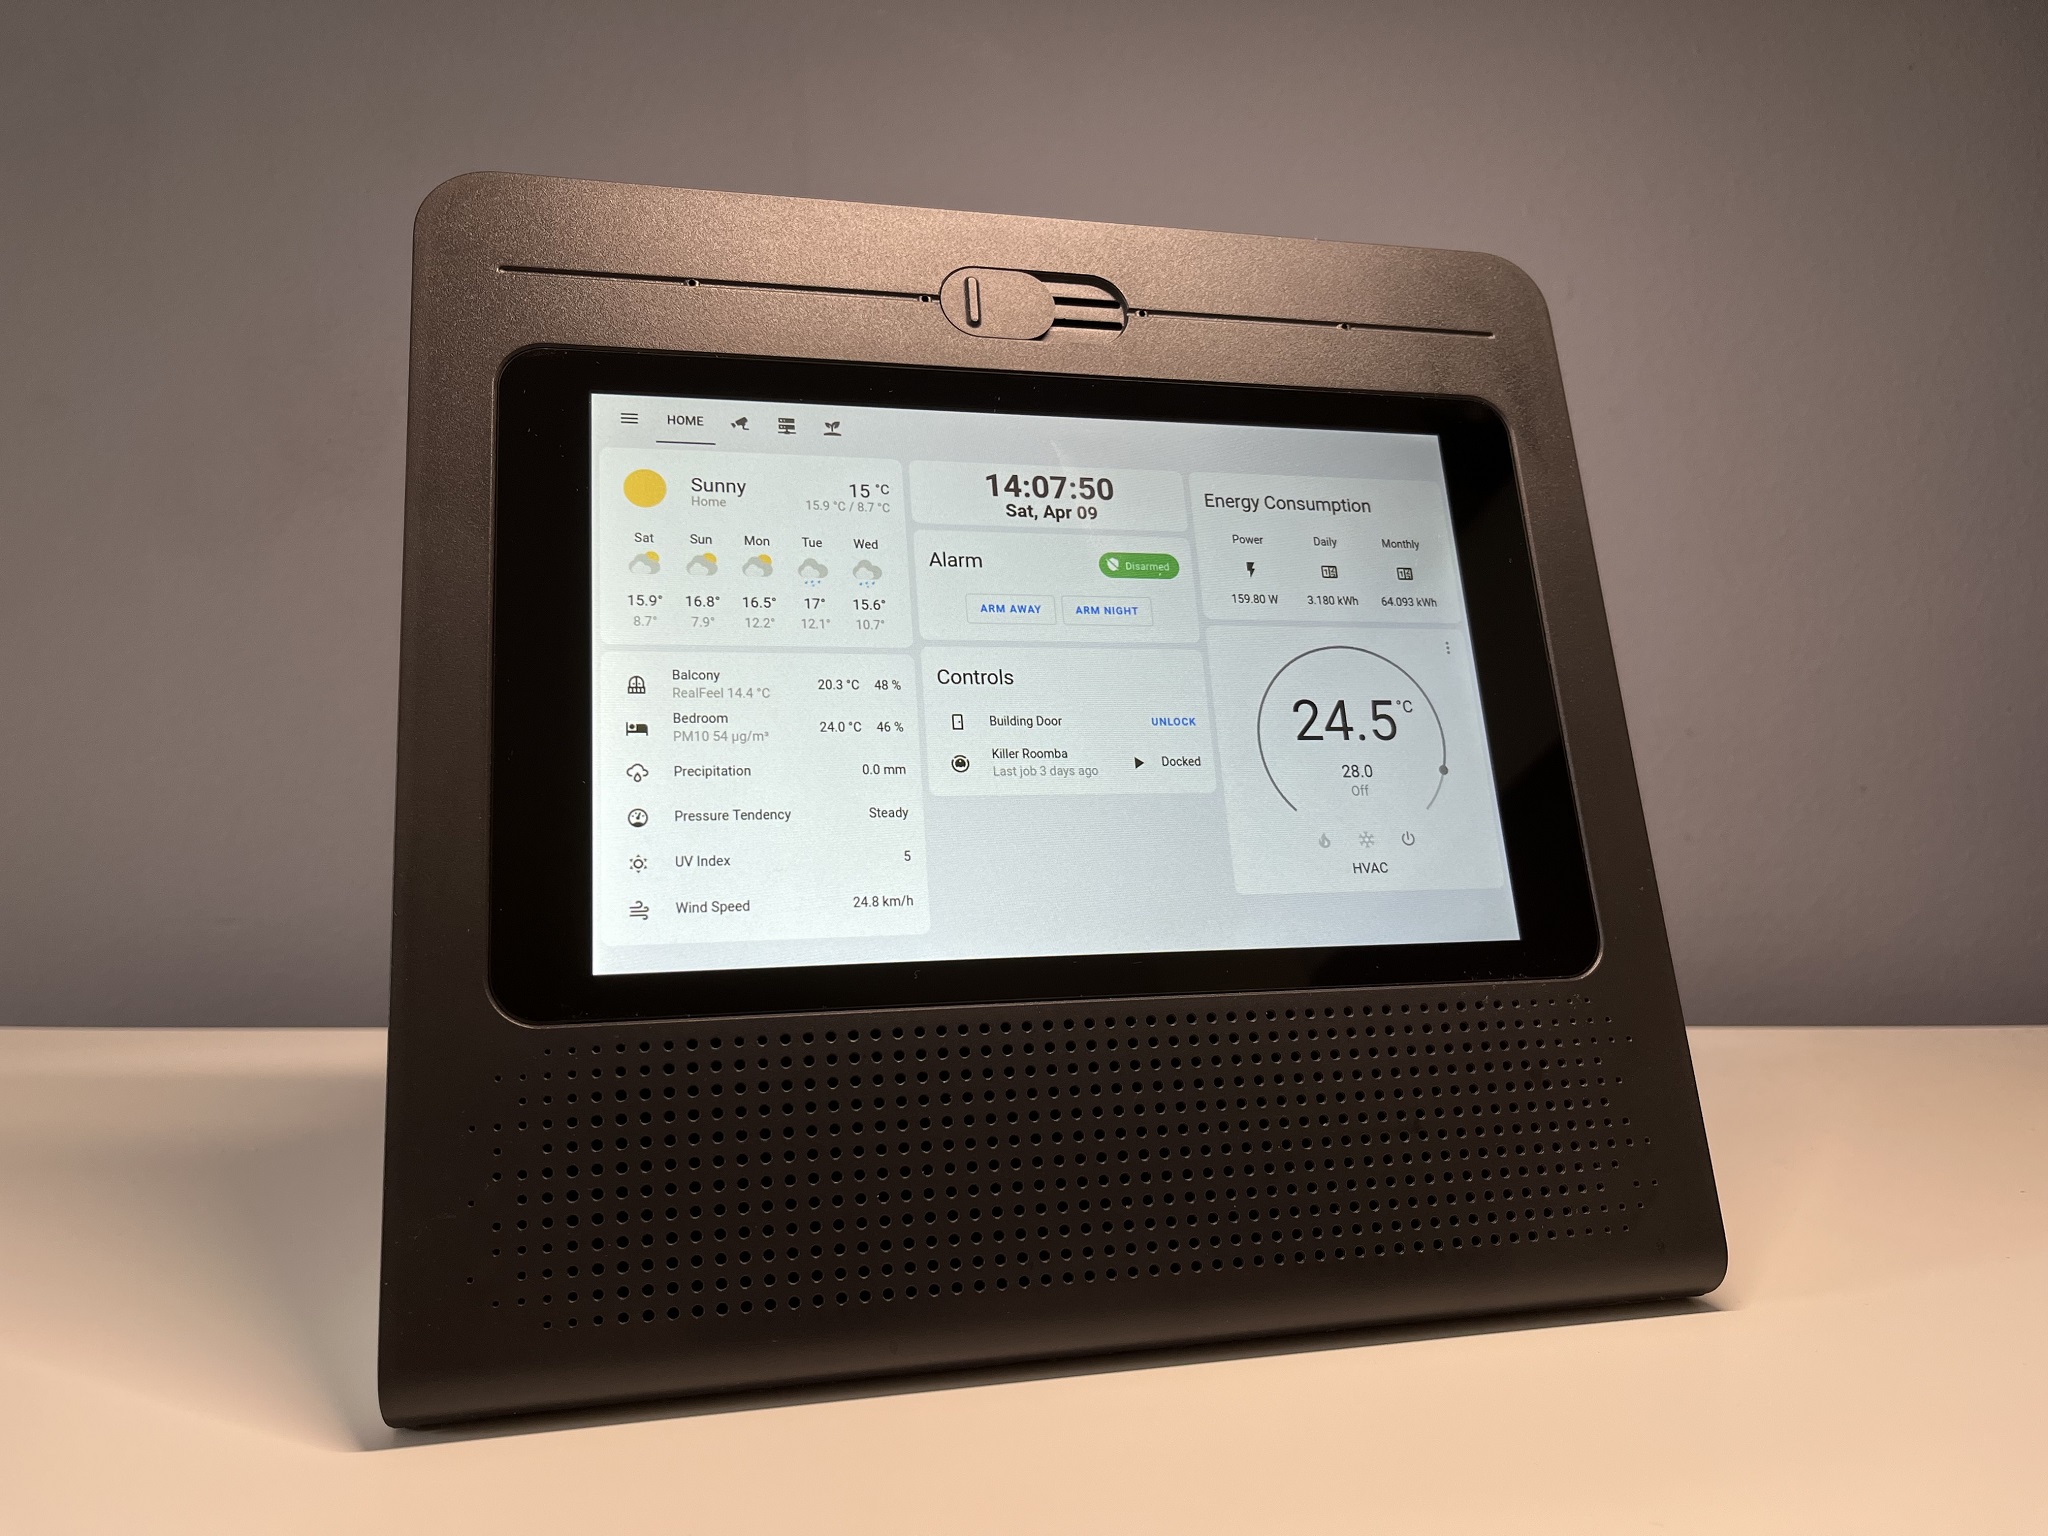 HOME
Sunny
Home
15 °C
15.9 °C / 8.7 °C
Sat Sun Mon Tue Wed
15.9° 16.8° 16.5° 17° 15.6°
8.7° 7.9° 12.2° 12.1° 10.7°
Balcony
RealFeel 14.4 °C
20.3 °C 48 %
Bedroom
PM10 54 µg/m³
24.0 °C 46 %
Precipitation 0.0 mm
Pressure Tendency Steady
UV Index 5
Wind Speed 24.8 km/h
14:07:50
Sat, Apr 09
Alarm Disarmed
ARM AWAY ARM NIGHT
Controls
Building Door UNLOCK
Killer Roomba
Last job 3 days ago
Docked
Energy Consumption
Power Daily Monthly
159.80 W 3.180 kWh 64.093 kWh
24.5 °C
28.0
Off
HVAC